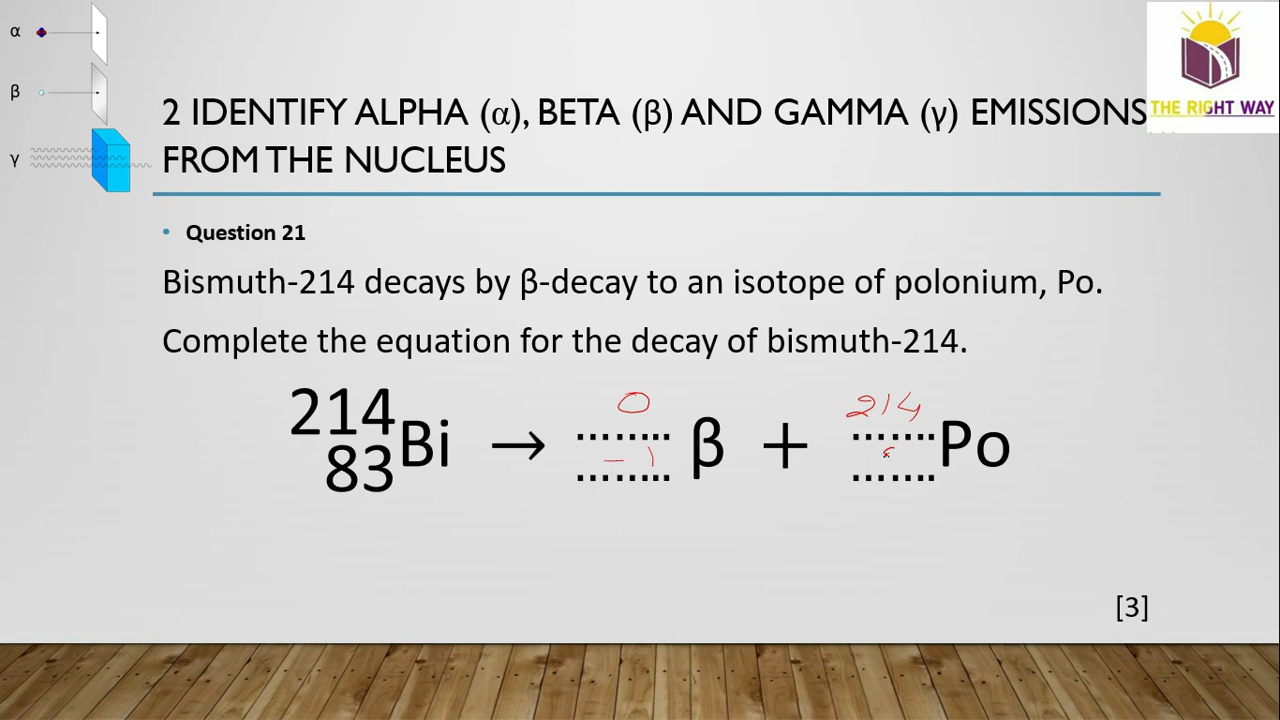 α
β
γ
THE RIGHT WAY
2 IDENTIFY ALPHA (α), BETA (β) AND GAMMA (γ) EMISSIONS
FROM THE NUCLEUS
• Question 21
Bismuth-214 decays by β-decay to an isotope of polonium, Po.
Complete the equation for the decay of bismuth-214.
0 214
214 ........ .......
Bi → β + Po
-1
83 ........ .......
[3]